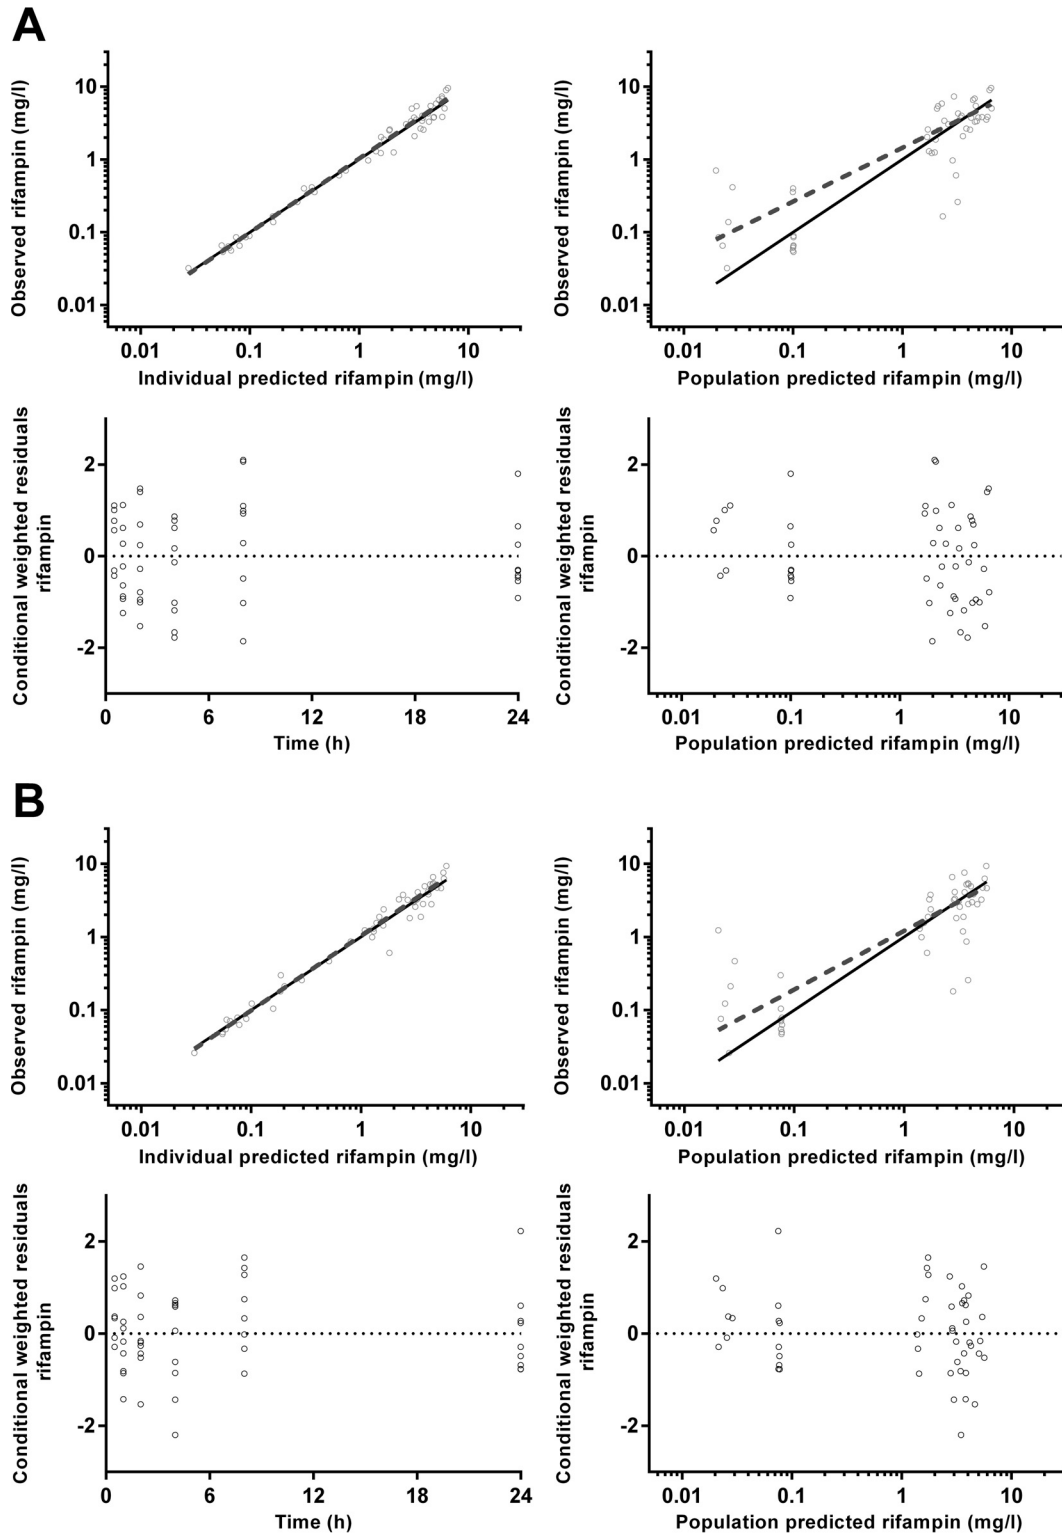 A
Observed rifampin (mg/l)
10
1
0.1
0.01
0.01 0.1 1 10
Individual predicted rifampin (mg/l)
Observed rifampin (mg/l)
10
1
0.1
0.01
0.01 0.1 1 10
Population predicted rifampin (mg/l)
Conditional weighted residuals
rifampin
2
0
-2
0 6 12 18 24
Time (h)
Conditional weighted residuals
rifampin
2
0
-2
0.01 0.1 1 10
Population predicted rifampin (mg/l)
B
Observed rifampin (mg/l)
10
1
0.1
0.01
0.01 0.1 1 10
Individual predicted rifampin (mg/l)
Observed rifampin (mg/l)
10
1
0.1
0.01
0.01 0.1 1 10
Population predicted rifampin (mg/l)
Conditional weighted residuals
rifampin
2
0
-2
0 6 12 18 24
Time (h)
Conditional weighted residuals
rifampin
2
0
-2
0.01 0.1 1 10
Population predicted rifampin (mg/l)